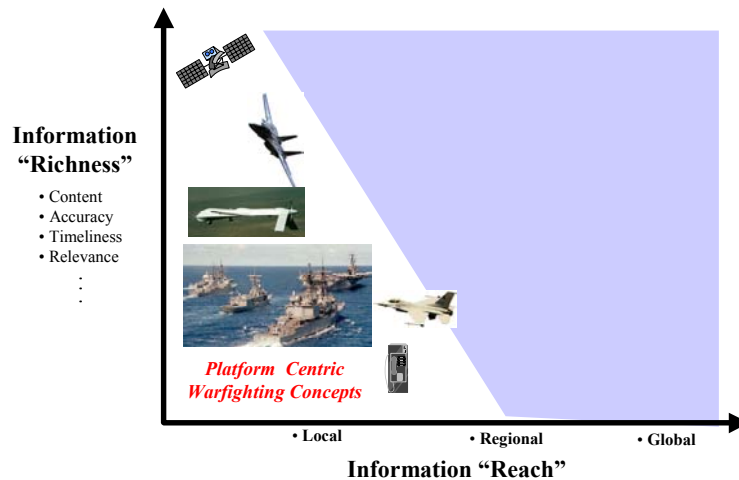 Information
“Richness”
• Content
• Accuracy
• Timeliness
• Relevance
.
.
.
Platform Centric
Warfighting Concepts
• Local
• Regional
• Global
Information “Reach”